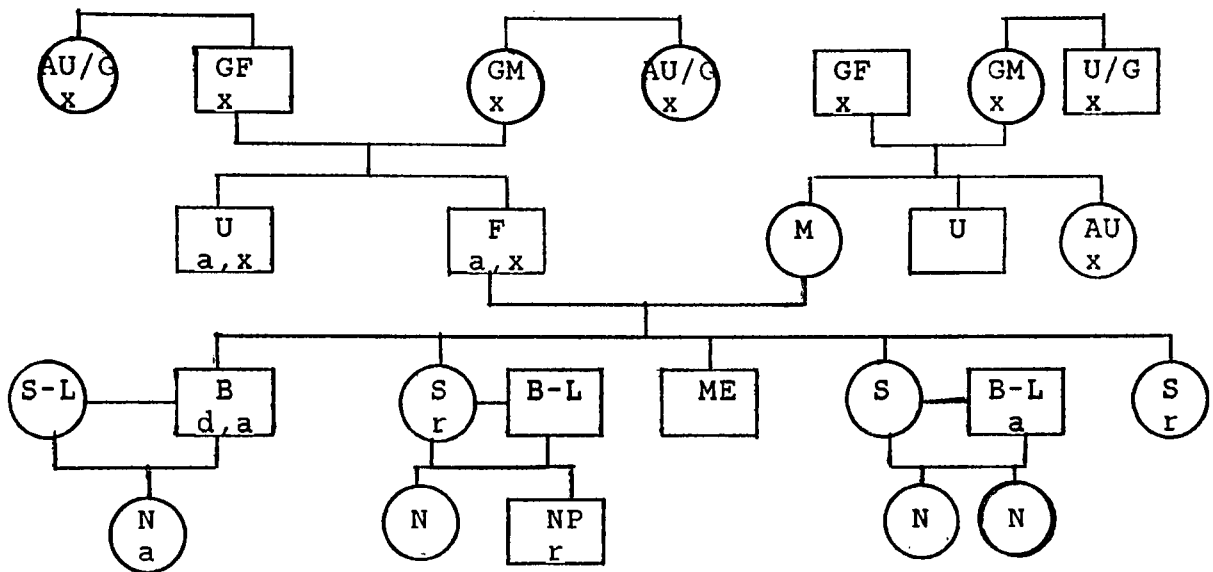 AU/G GF GM AU/G GF GM U/G
x x x x x x x
U F M U AU
a,x a,x x
S-L B S B-L ME S B-L S
d,a r a r
N N NP N N
a r